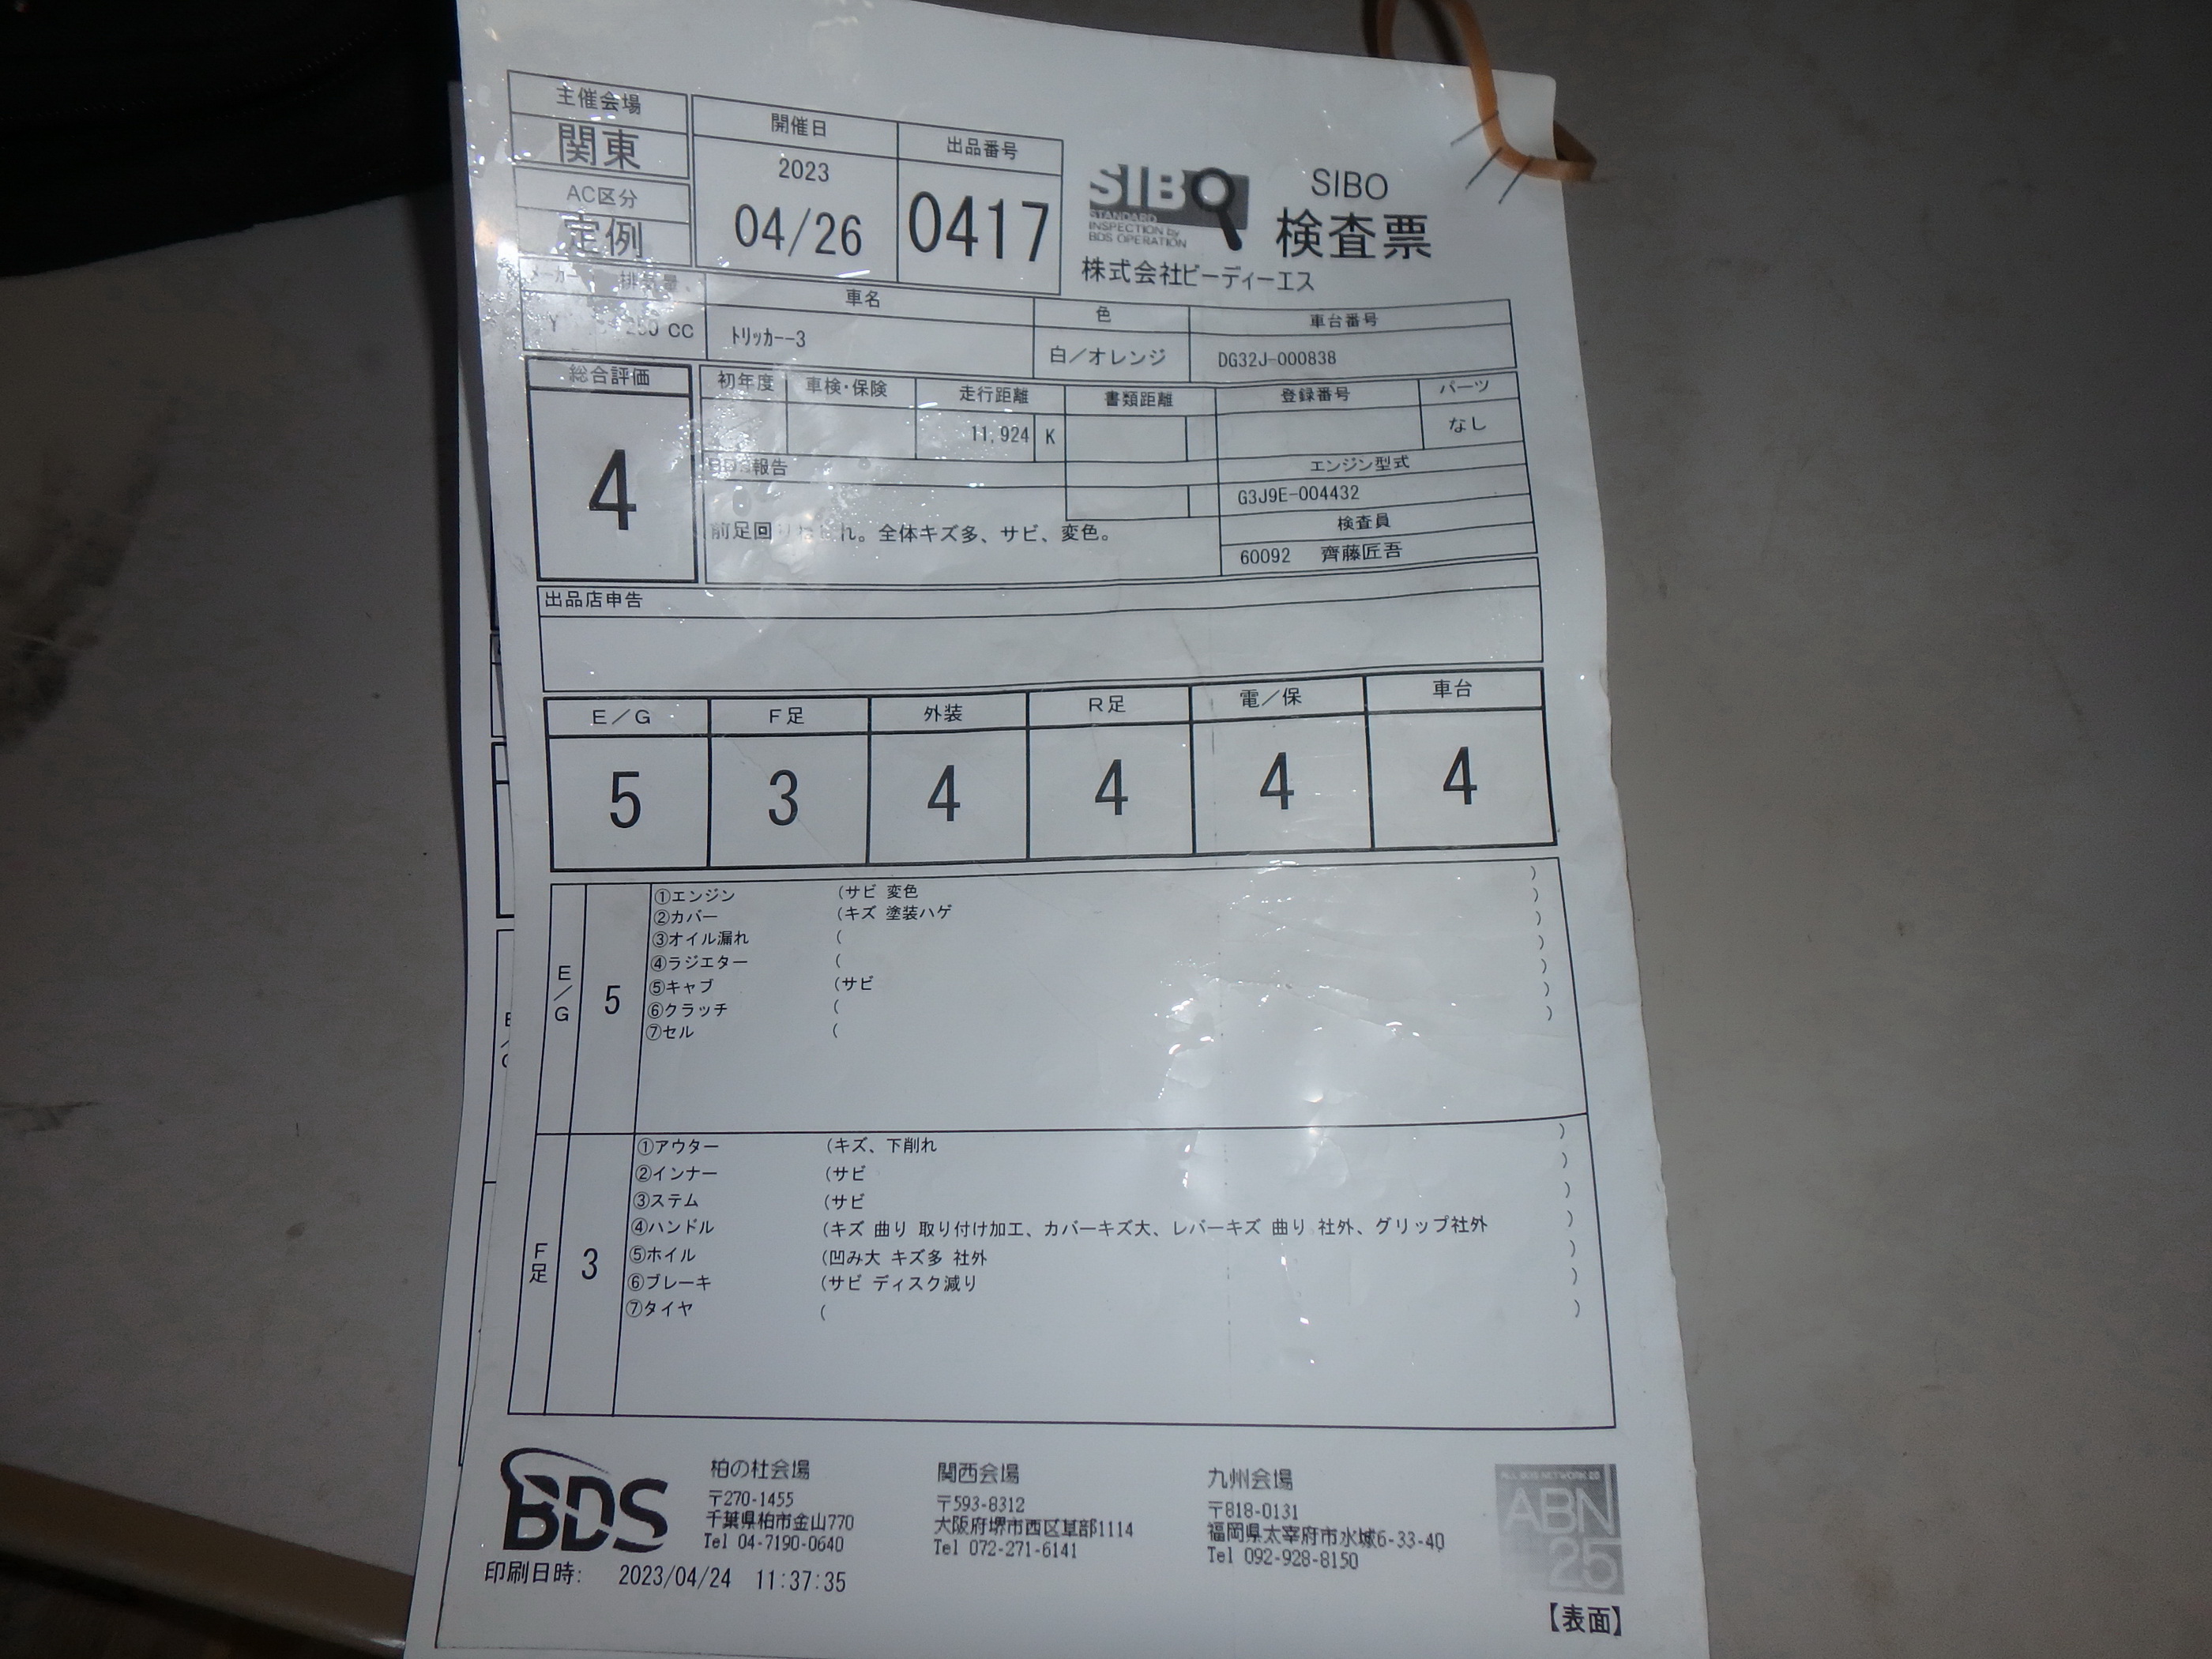 主催会場
関東
AC区分
定例
開催日
2023
04/26
出品番号
0417
SIBO
STANDARD
INSPECTION by
BDS OPERATION
SIBO
検査票
株式会社ビーディーエス
メーカー 排気量
Y 250 CC
車名
トリッカー-3
色
白／オレンジ
車台番号
DG32J-000838
総合評価
4
初年度 車検・保険 走行距離 書類距離 登録番号 パーツ
11,924 K
なし
報告
前足回 れ。全体キズ多、サビ、変色。
エンジン型式
G3J9E-004432
検査員
60092 齊藤匠吾
出品店申告
E／G F足 外装 R足 電／保 車台
5 3 4 4 4 4
E／G 5
①エンジン (サビ 変色 )
②カバー (キズ 塗装ハゲ )
③オイル漏れ ( )
④ラジエター ( )
⑤キャブ (サビ )
⑥クラッチ ( )
⑦セル ( )
F足 3
①アウター (キズ、下削れ )
②インナー (サビ )
③ステム (サビ )
④ハンドル (キズ 曲り 取り付け加工、カバーキズ大、レバーキズ 曲り 社外、グリップ社外 )
⑤ホイル (凹み大 キズ多 社外 )
⑥ブレーキ (サビ ディスク減り )
⑦タイヤ ( )
BDS
柏の杜会場
〒270-1455
千葉県柏市金山770
Tel 04-7190-0640
関西会場
〒593-8312
大阪府堺市西区草部1114
Tel 072-271-6141
九州会場
〒818-0131
福岡県太宰府市水城6-33-40
Tel 092-928-8150
ABN
25
印刷日時: 2023/04/24 11:37:35
【表面】